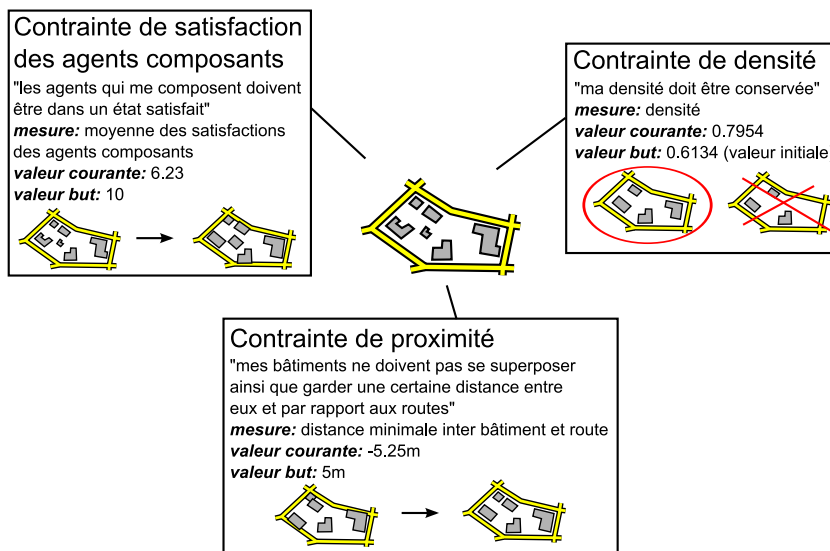 Contrainte de satisfaction
des agents composants
"les agents qui me composent doivent
être dans un état satisfait"
mesure: moyenne des satisfactions
des agents composants
valeur courante: 6.23
valeur but: 10
Contrainte de densité
"ma densité doit être conservée"
mesure: densité
valeur courante: 0.7954
valeur but: 0.6134 (valeur initiale
Contrainte de proximité
"mes bâtiments ne doivent pas se superposer
ainsi que garder une certaine distance entre
eux et par rapport aux routes"
mesure: distance minimale inter bâtiment et route
valeur courante: -5.25m
valeur but: 5m